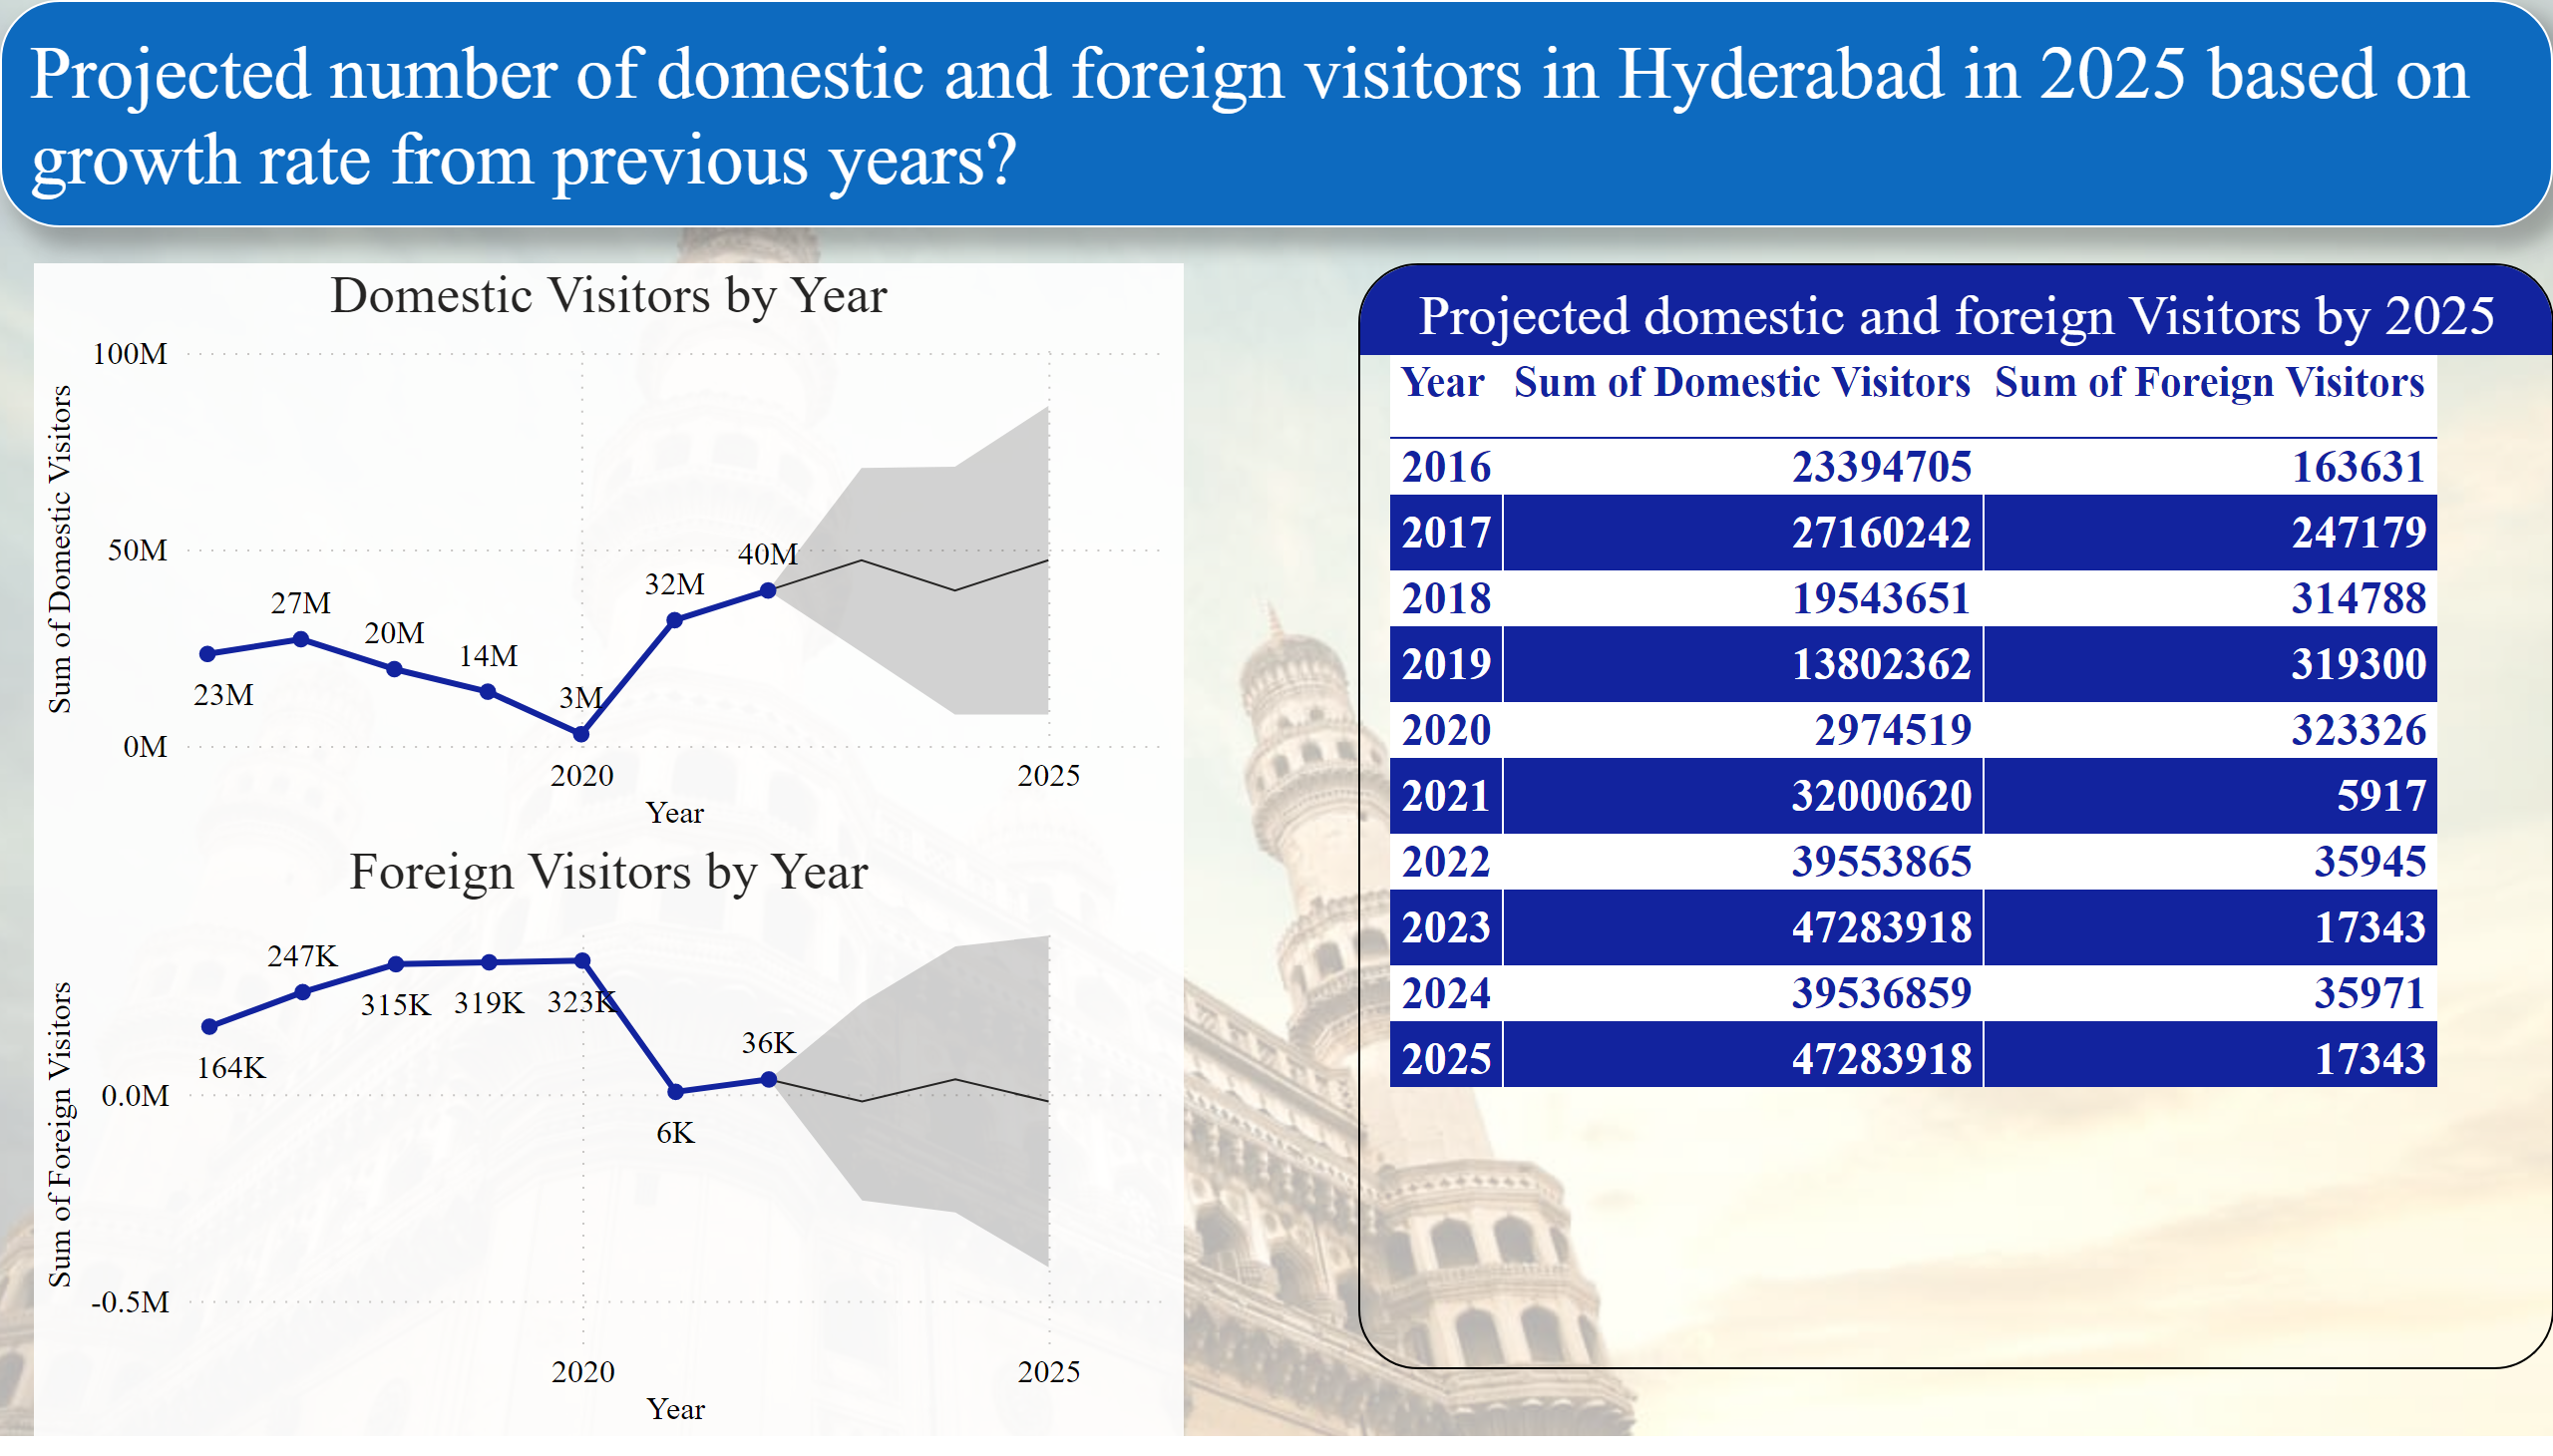 Projected number of domestic and foreign visitors in Hyderabad in 2025 based on
growth rate from previous years?
Domestic Visitors by Year
Sum of Domestic Visitors
100M
50M
0M
23M
27M
20M
14M
3M
32M
40M
2020
2025
Year
Foreign Visitors by Year
Sum of Foreign Visitors
0.0M
-0.5M
164K
247K
315K
319K
323K
6K
36K
2020
2025
Year
Projected domestic and foreign Visitors by 2025
Year Sum of Domestic Visitors Sum of Foreign Visitors
2016 23394705 163631
2017 27160242 247179
2018 19543651 314788
2019 13802362 319300
2020 2974519 323326
2021 32000620 5917
2022 39553865 35945
2023 47283918 17343
2024 39536859 35971
2025 47283918 17343